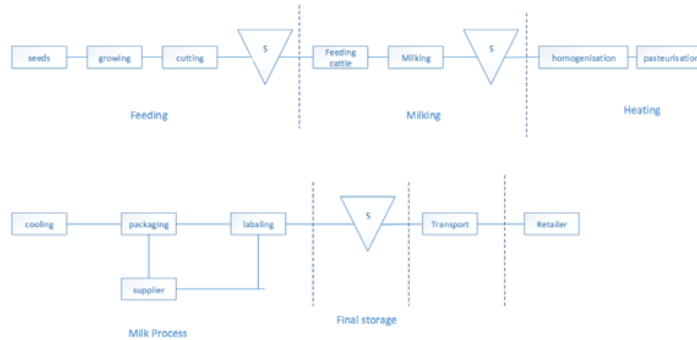 seeds
growing
cutting
S
Feeding
cattle
Milking
S
homogenisation
pasteurisation
Feeding
Milking
Heating
cooling
packaging
labaling
S
Transport
Retailer
supplier
Final storage
Milk Process